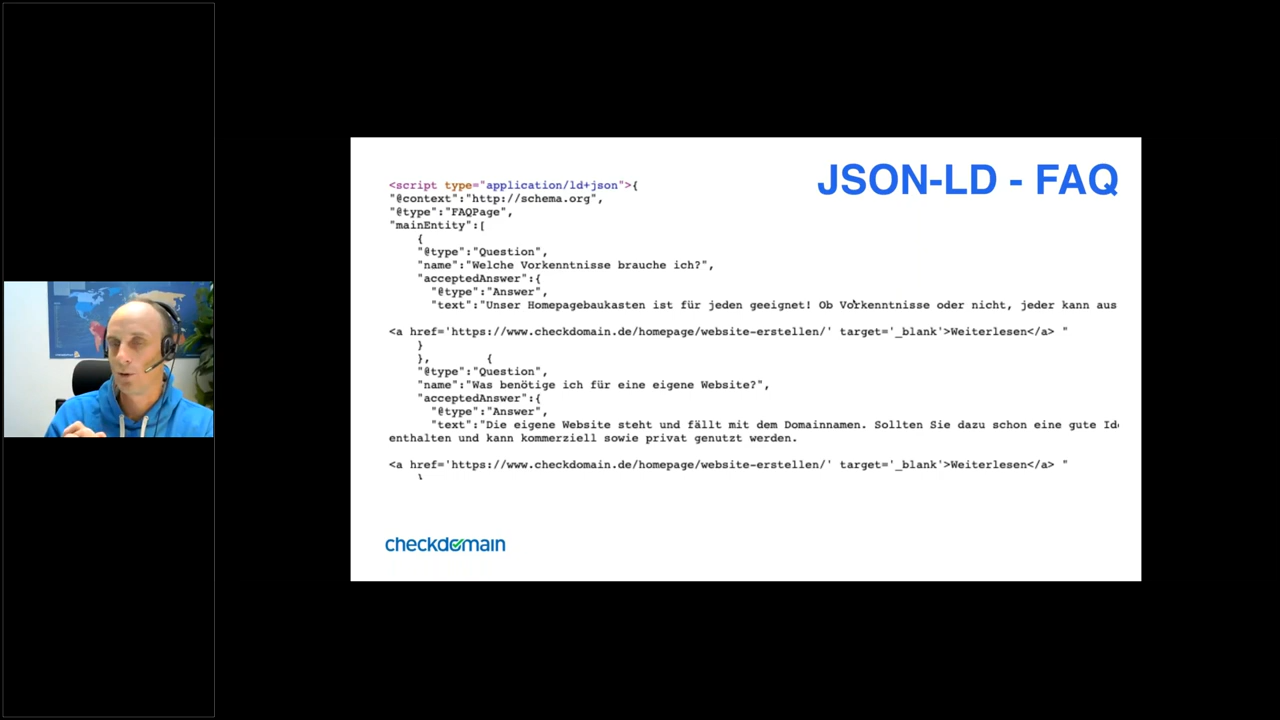 JSON-LD - FAQ
<script type="application/ld+json">{
"@context":"http://schema.org",
"@type":"FAQPage",
"mainEntity":[
{
"@type":"Question",
"name":"Welche Vorkenntnisse brauche ich?",
"acceptedAnswer":{
"@type":"Answer",
"text":"Unser Homepagebaukasten ist für jeden geeignet! Ob Vorkenntnisse oder nicht, jeder kann aus
<a href='https://www.checkdomain.de/homepage/website-erstellen/' target='_blank'>Weiterlesen</a> "
}
}, {
"@type":"Question",
"name":"Was benötige ich für eine eigene Website?",
"acceptedAnswer":{
"@type":"Answer",
"text":"Die eigene Website steht und fällt mit dem Domainnamen. Sollten Sie dazu schon eine gute
enthalten und kann kommerziell sowie privat genutzt werden.
<a href='https://www.checkdomain.de/homepage/website-erstellen/' target='_blank'>Weiterlesen</a> "
}
checkdomain